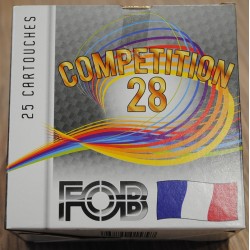 25 CARTOUCHES
COMPETITION
28
FOB